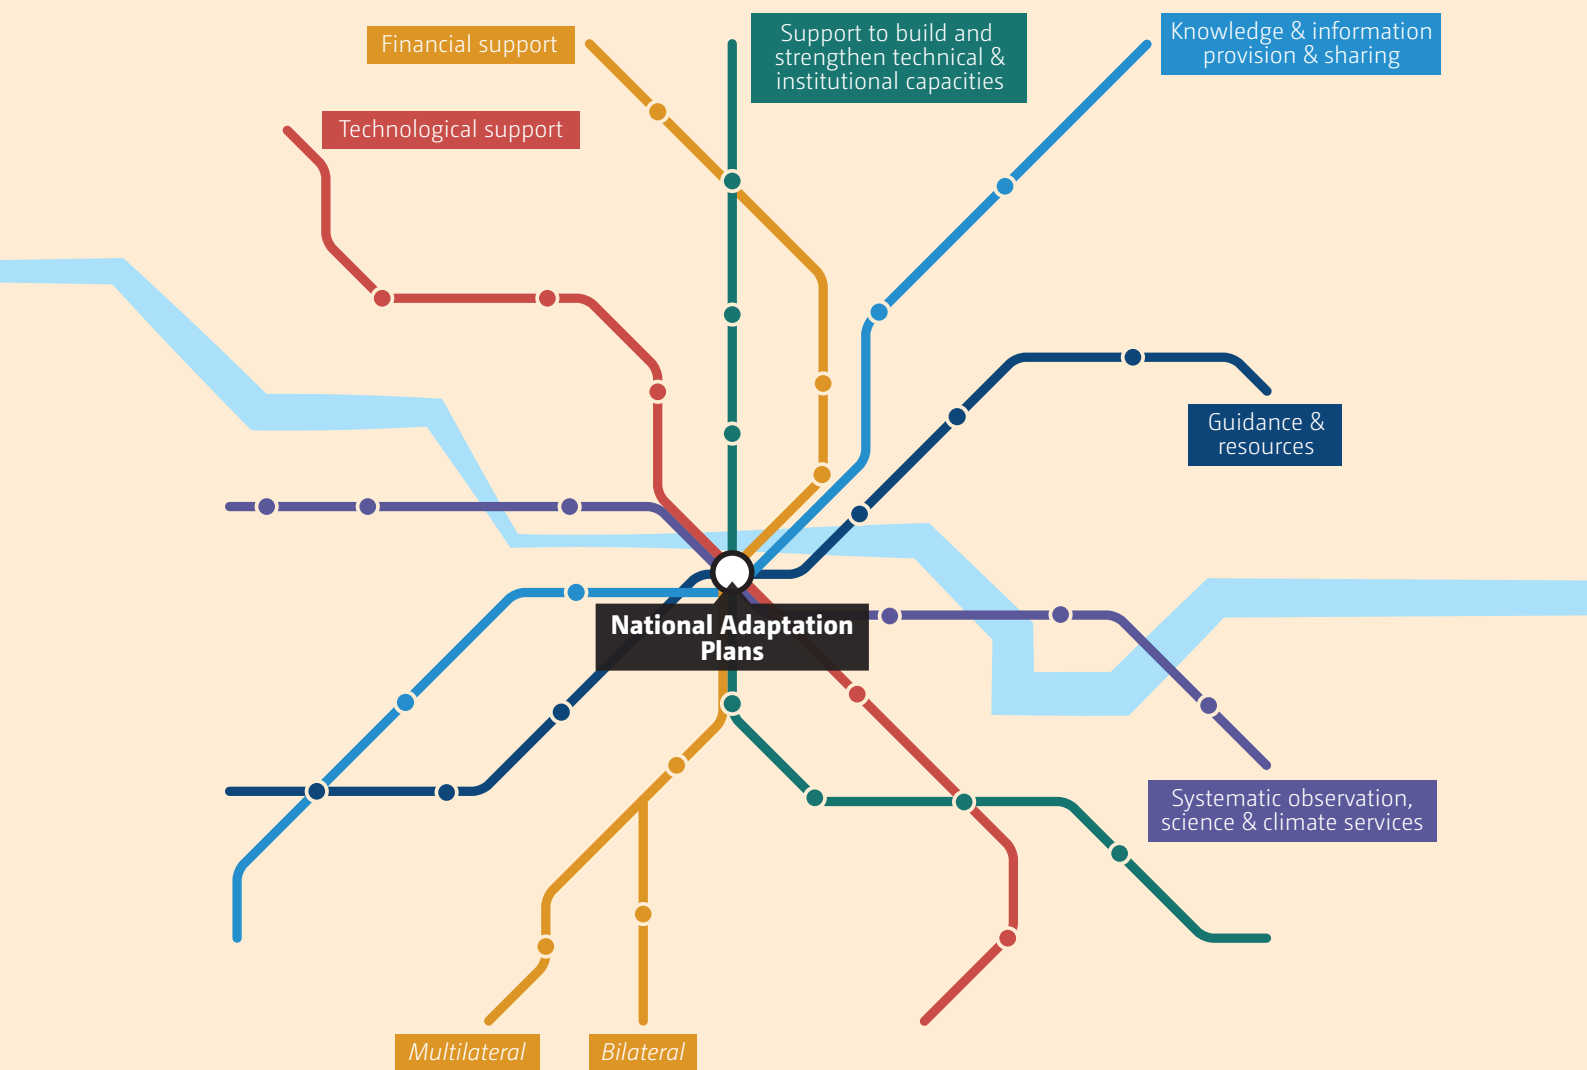 Financial support
Support to build and
strengthen technical &
institutional capacities
Knowledge & information
provision & sharing
Technological support
Guidance &
resources
National Adaptation
Plans
Systematic observation,
science & climate services
Multilateral
Bilateral